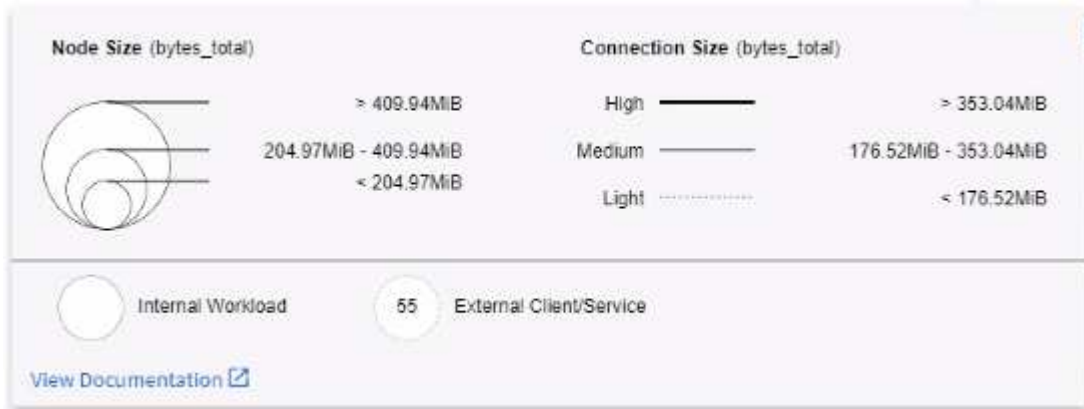 Node Size (bytes_total)
Connection Size (bytes_total)
> 409.94MiB
204.97MiB - 409.94MiB
< 204.97MiB
High
> 353.04MiB
Medium
176.52MiB - 353.04MiB
Light
< 176.52MiB
Internal Workload
55 External Client/Service
View Documentation